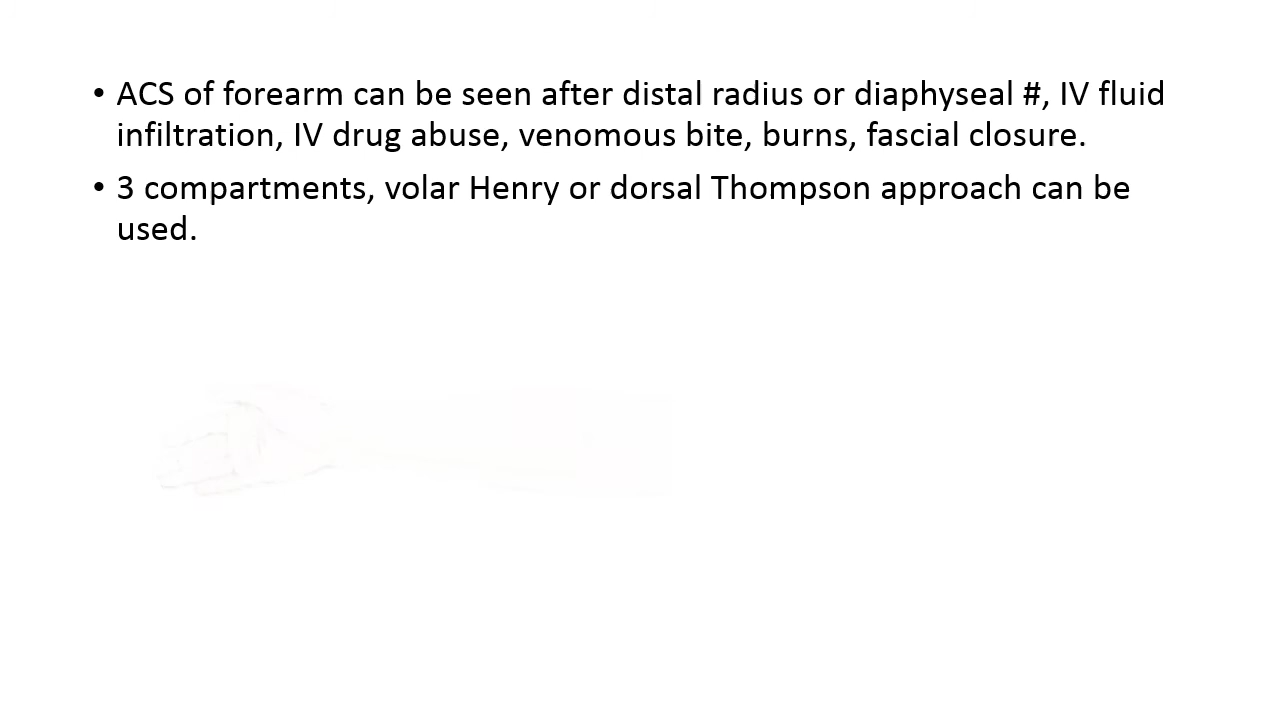 • ACS of forearm can be seen after distal radius or diaphyseal #, IV fluid
infiltration, IV drug abuse, venomous bite, burns, fascial closure.
• 3 compartments, volar Henry or dorsal Thompson approach can be
used.